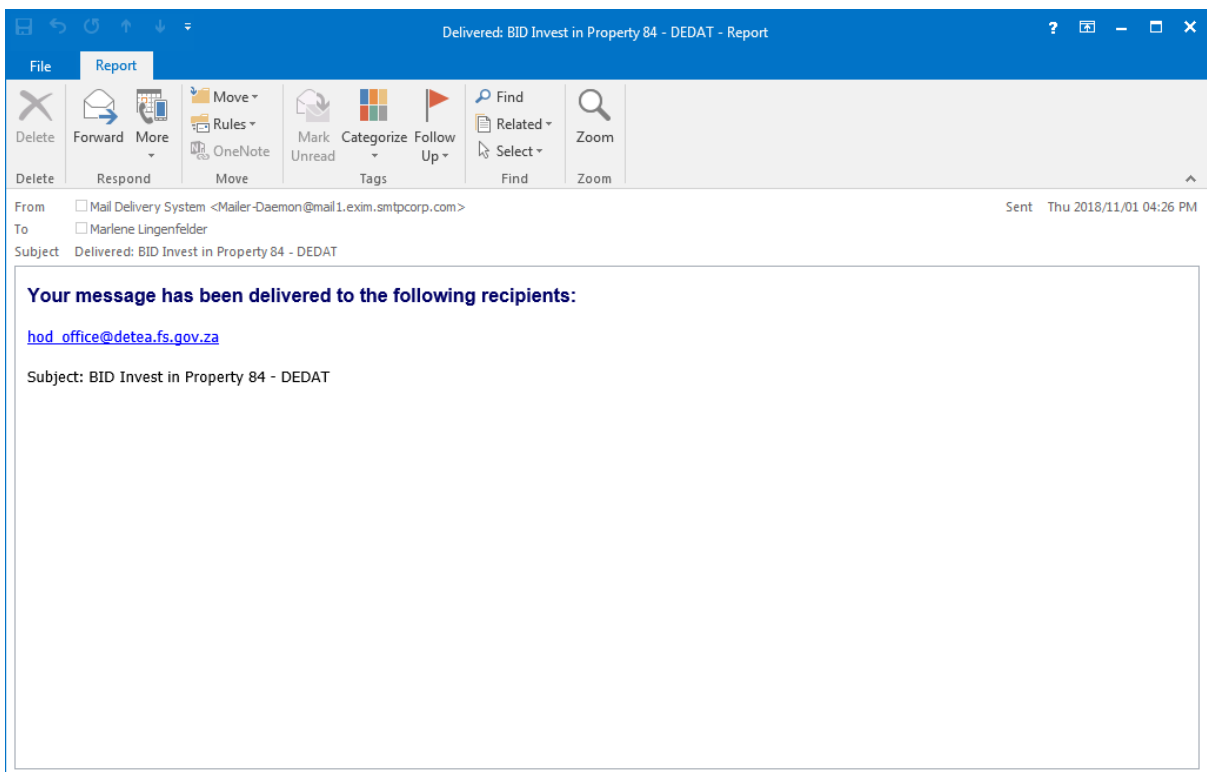 Delivered: BID Invest in Property 84 - DEDAT - Report
File Report
Delete Forward More Move Rules OneNote Mark Unread Categorize Follow Up Find Related Select Zoom
Delete Respond Move Tags Find Zoom
From Mail Delivery System <Mailer-Daemon@mail1.exim.smtpcorp.com> Sent Thu 2018/11/01 04:26 PM
To Marlene Lingenfelder
Subject Delivered: BID Invest in Property 84 - DEDAT
Your message has been delivered to the following recipients:
hod_office@detea.fs.gov.za
Subject: BID Invest in Property 84 - DEDAT